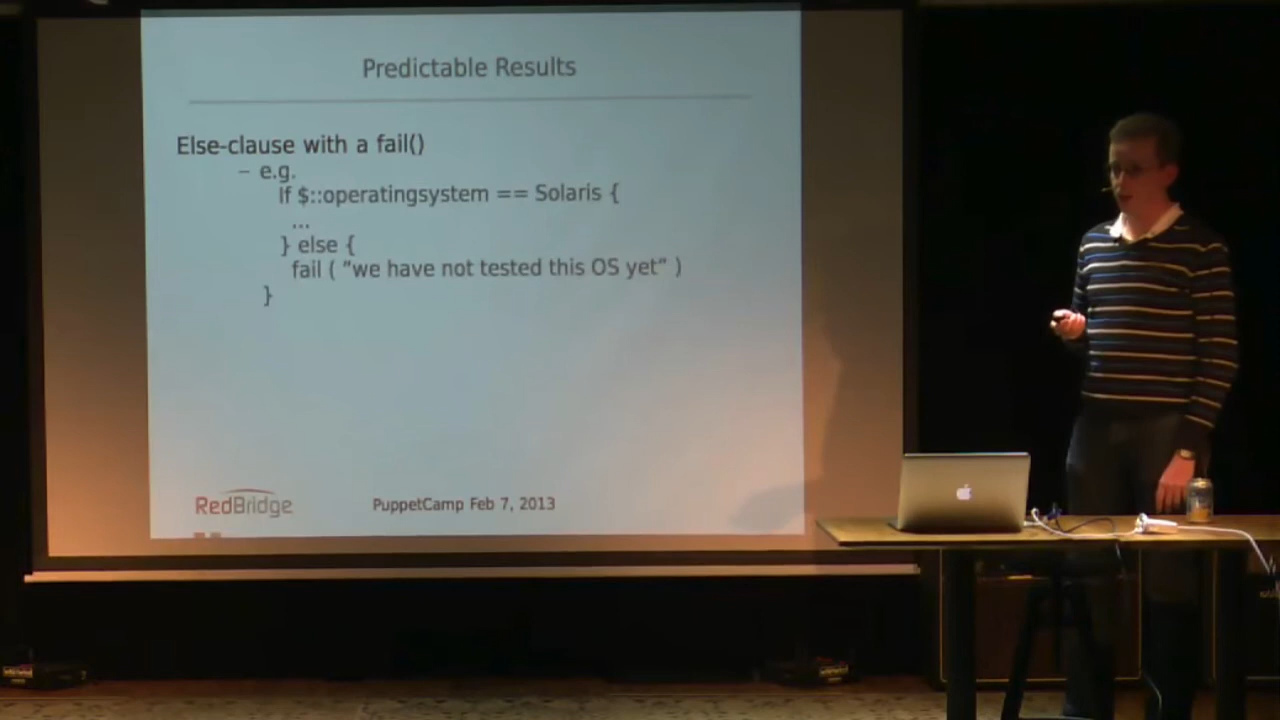 Predictable Results
Else-clause with a fail()
– e.g.
If $::operatingsystem == Solaris {
...
} else {
fail ( “we have not tested this OS yet” )
}
RedBridge
PuppetCamp Feb 7, 2013